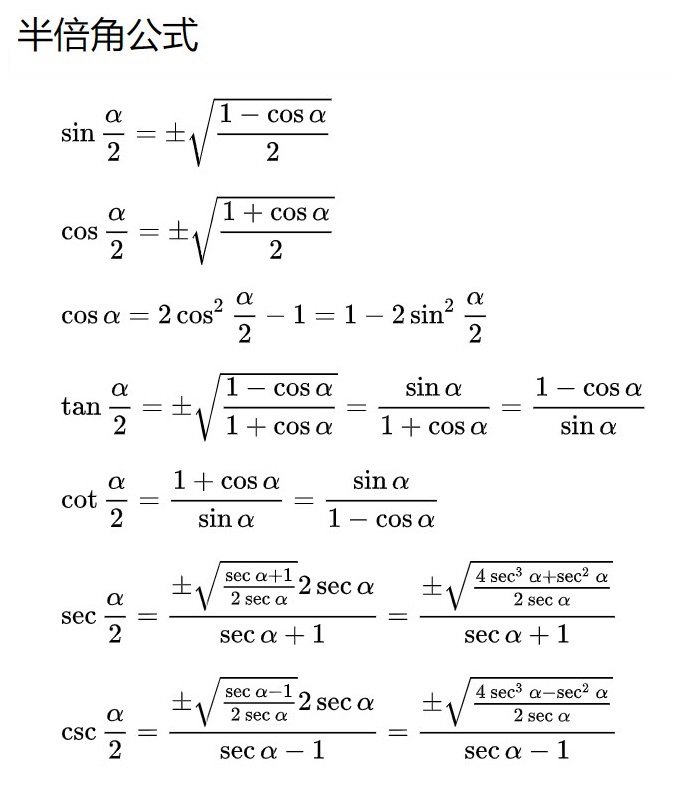 半倍角公式
sin α/2 = ±√((1 − cos α)/2)
cos α/2 = ±√((1 + cos α)/2)
cos α = 2 cos² α/2 − 1 = 1 − 2 sin² α/2
tan α/2 = ±√((1 − cos α)/(1 + cos α)) = sin α/(1 + cos α) = (1 − cos α)/sin α
cot α/2 = (1 + cos α)/sin α = sin α/(1 − cos α)
sec α/2 = (±√((sec α+1)/(2 sec α)) 2 sec α)/(sec α + 1) = (±√((4 sec³ α+sec² α)/(2 sec α)))/(sec α + 1)
csc α/2 = (±√((sec α−1)/(2 sec α)) 2 sec α)/(sec α − 1) = (±√((4 sec³ α−sec² α)/(2 sec α)))/(sec α − 1)